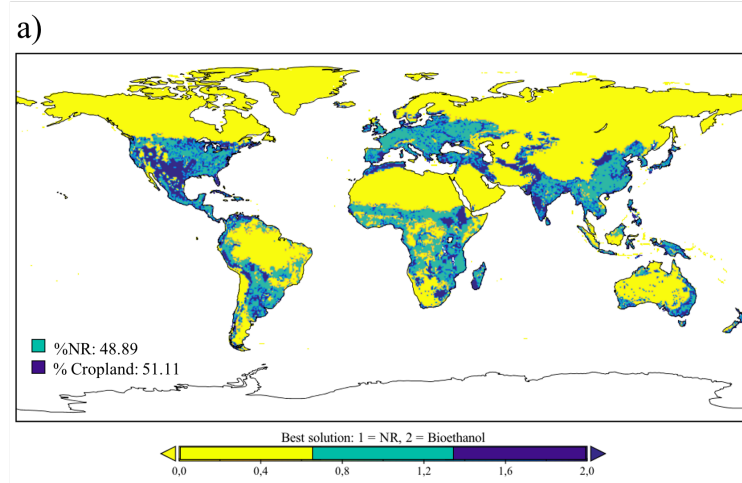 a)
%NR: 48.89
% Cropland: 51.11
Best solution: 1 = NR, 2 = Bioethanol
0,0 0,4 0,8 1,2 1,6 2,0